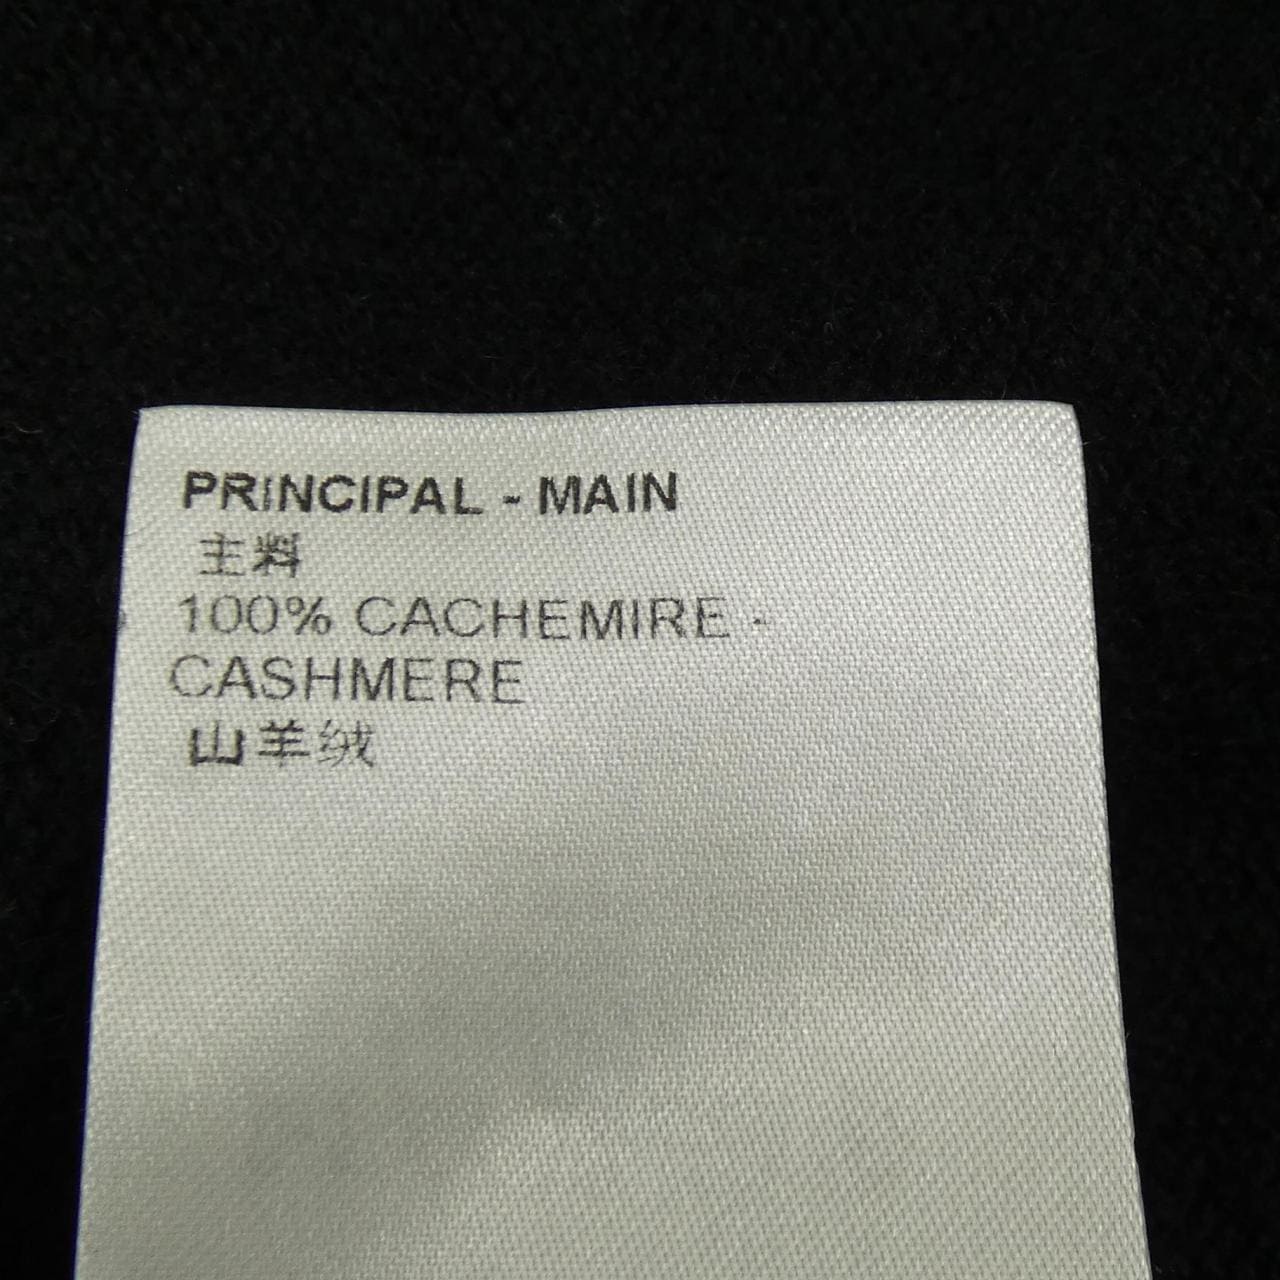 PRINCIPAL - MAIN
主料
100% CACHEMIRE -
CASHMERE
山羊绒